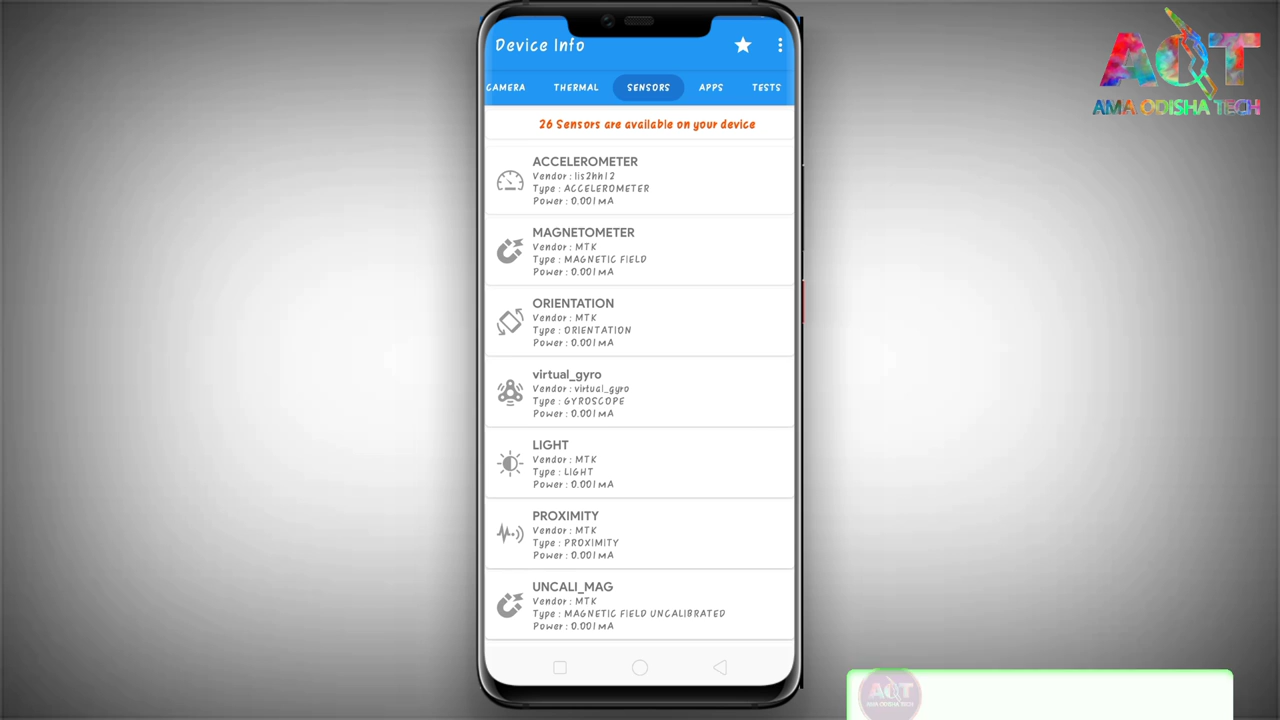 Device Info
CAMERA THERMAL SENSORS APPS TESTS
26 Sensors are available on your device
ACCELEROMETER
Vendor : lis2hh12
Type : ACCELEROMETER
Power : 0.001 mA
MAGNETOMETER
Vendor : MTK
Type : MAGNETIC FIELD
Power : 0.001 mA
ORIENTATION
Vendor : MTK
Type : ORIENTATION
Power : 0.001 mA
virtual_gyro
Vendor : virtual_gyro
Type : GYROSCOPE
Power : 0.001 mA
LIGHT
Vendor : MTK
Type : LIGHT
Power : 0.001 mA
PROXIMITY
Vendor : MTK
Type : PROXIMITY
Power : 0.001 mA
UNCALI_MAG
Vendor : MTK
Type : MAGNETIC FIELD UNCALIBRATED
Power : 0.001 mA
AOT
AMA ODISHA TECH
AOT
AMA ODISHA TECH